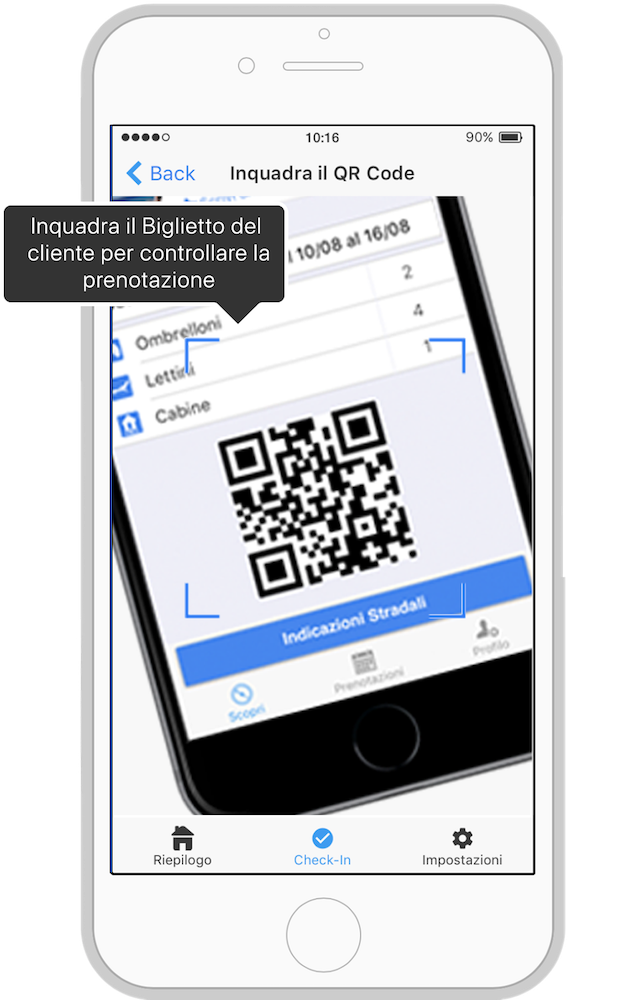 10:16
90%
Back
Inquadra il QR Code
Inquadra il Biglietto del
cliente per controllare la
prenotazione
10/08 al 16/08
2
Ombrelloni
4
Lettini
1
Cabine
Indicazioni Stradali
Scopri
Prenotazioni
Profilo
Riepilogo
Check-In
Impostazioni